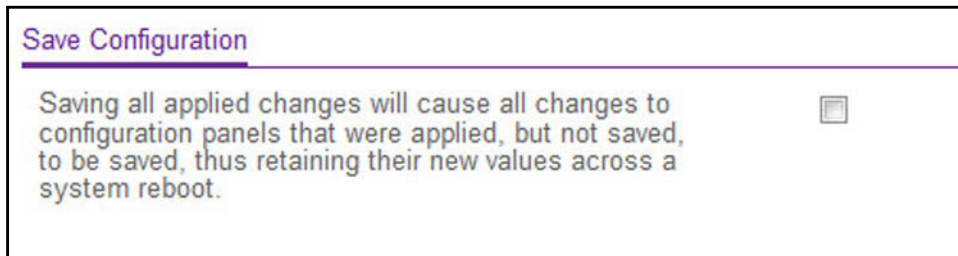 Save Configuration
Saving all applied changes will cause all changes to
configuration panels that were applied, but not saved,
to be saved, thus retaining their new values across a
system reboot.